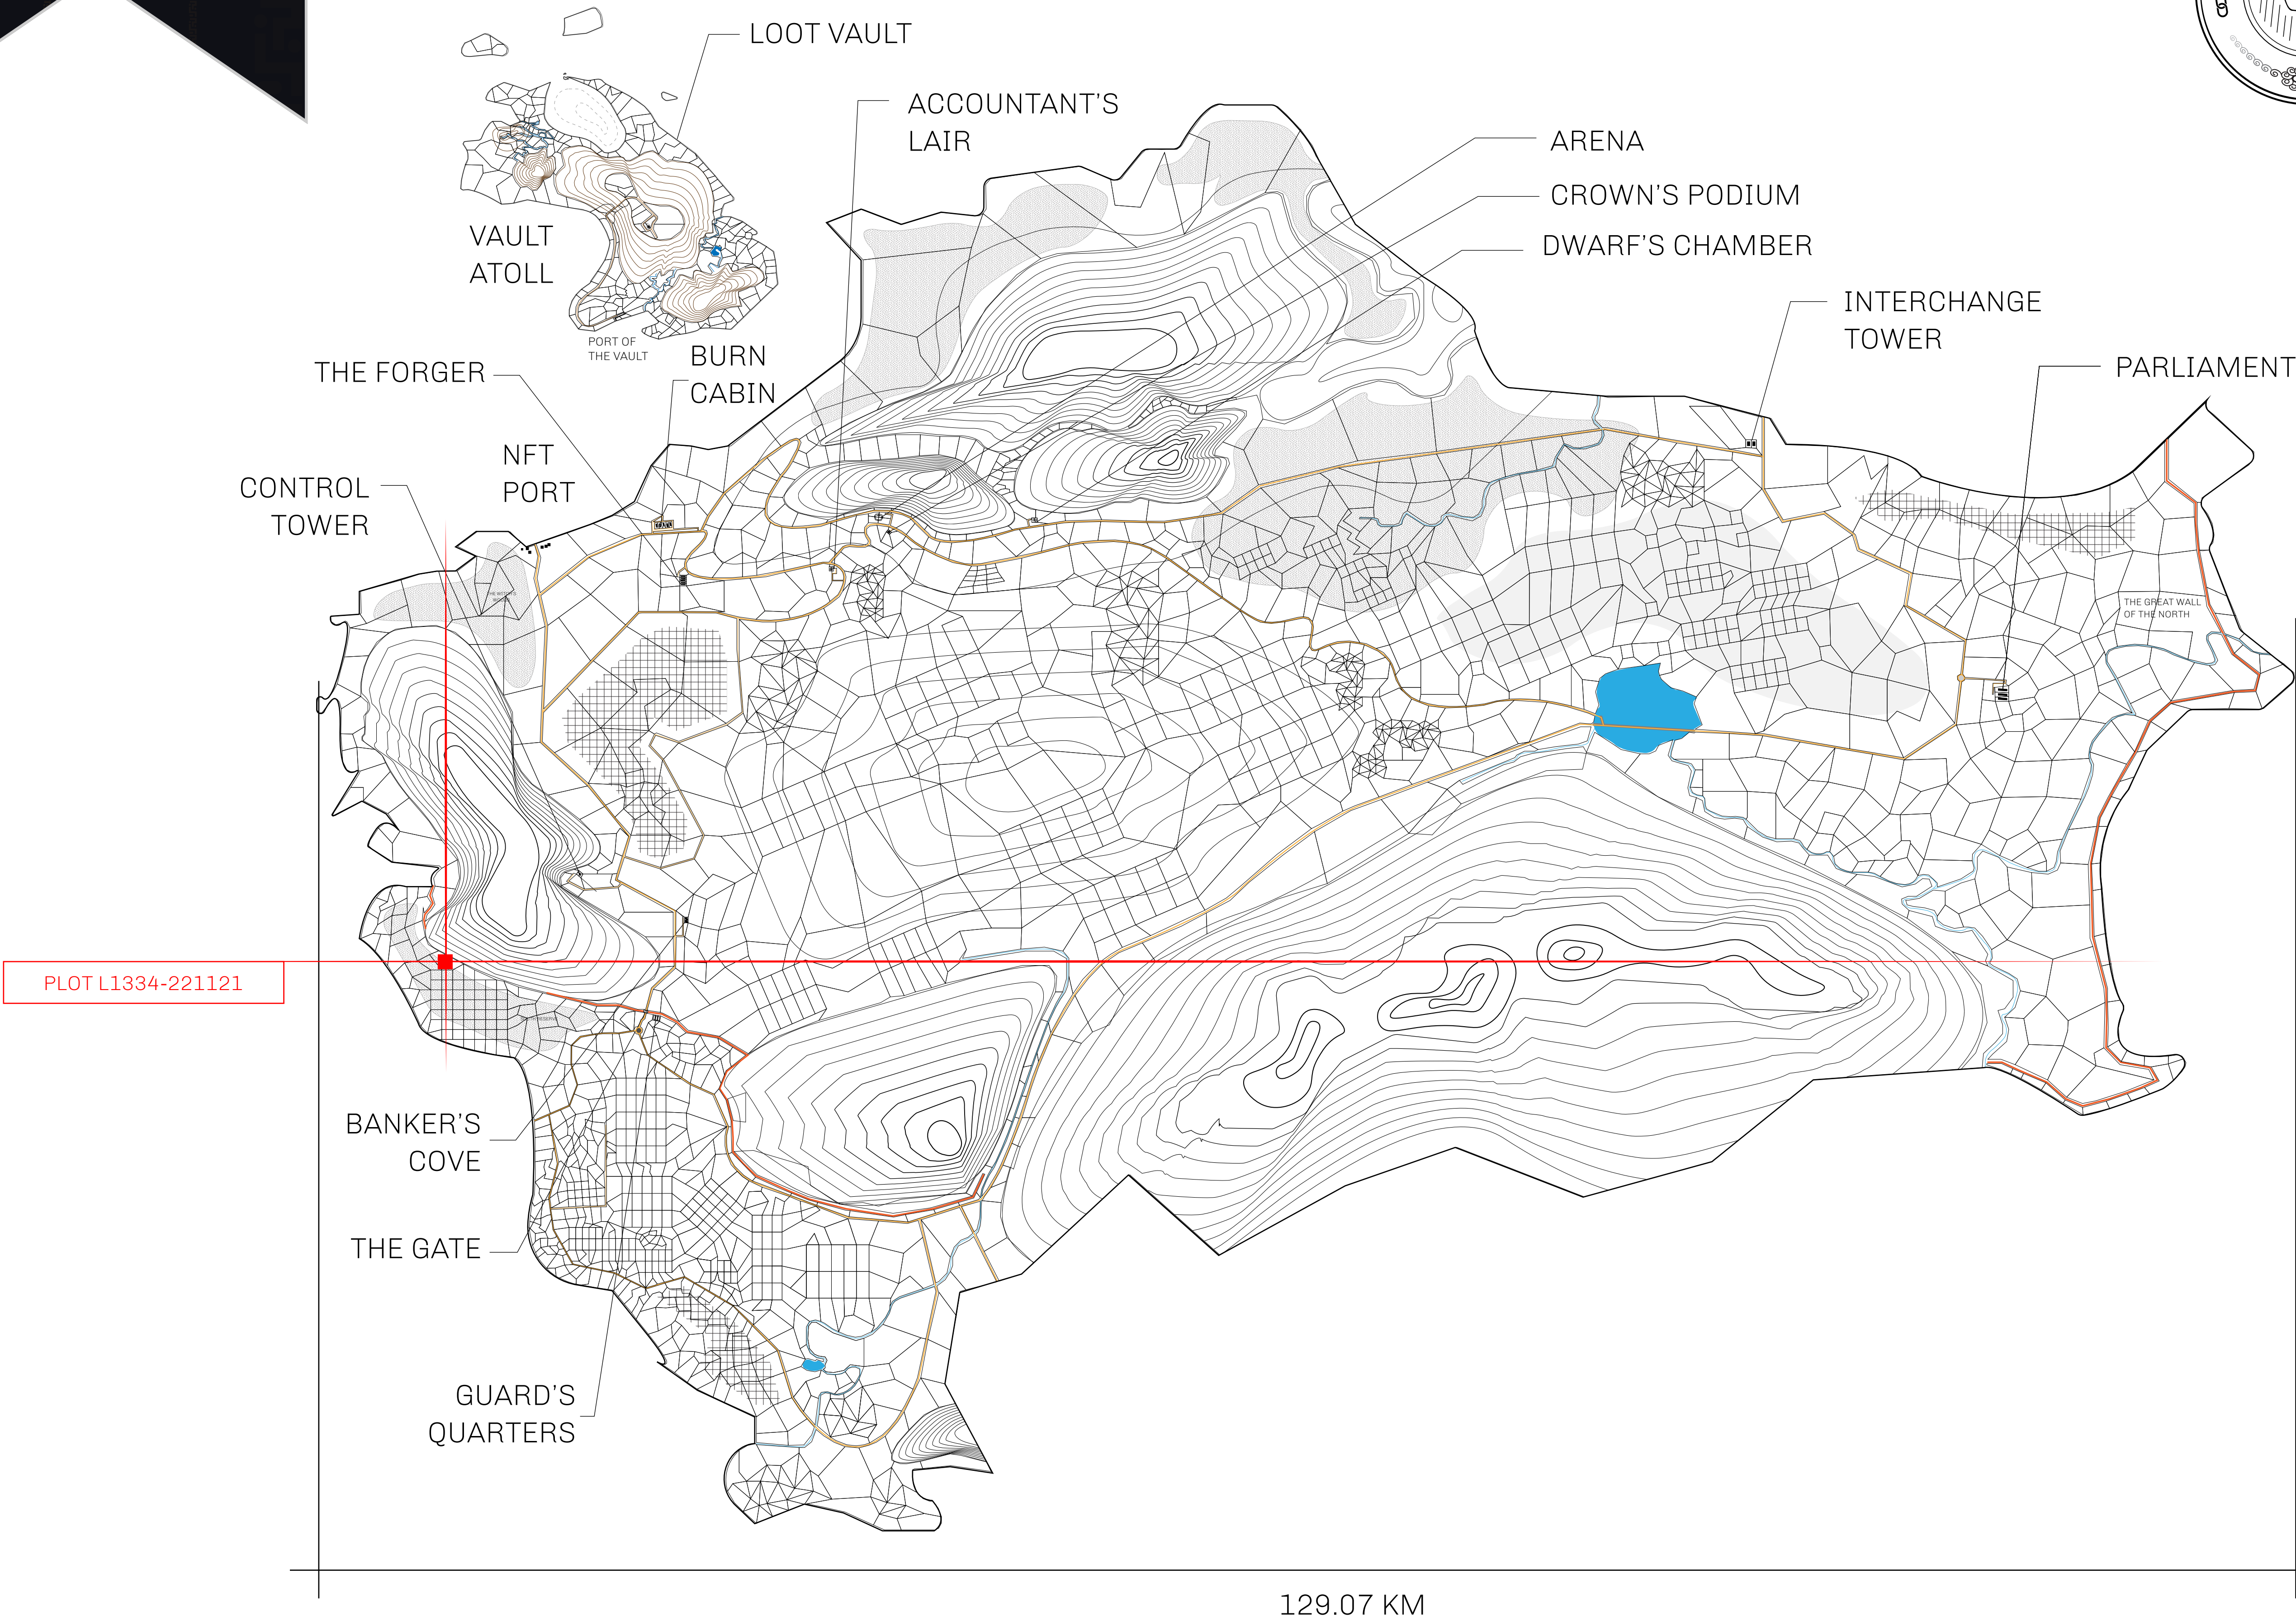 LOOT VAULT
ACCOUNTANT'S
LAIR
ARENA
CROWN'S PODIUM
DWARF'S CHAMBER
VAULT
ATOLL
INTERCHANGE
TOWER
PORT OF
THE VAULT
BURN
CABIN
THE FORGER
PARLIAMENT
NFT
PORT
CONTROL
TOWER
THE GREAT WALL
OF THE NORTH
PLOT L1334-221121
BANKER'S
COVE
THE GATE
GUARD'S
QUARTERS
129.07 KM